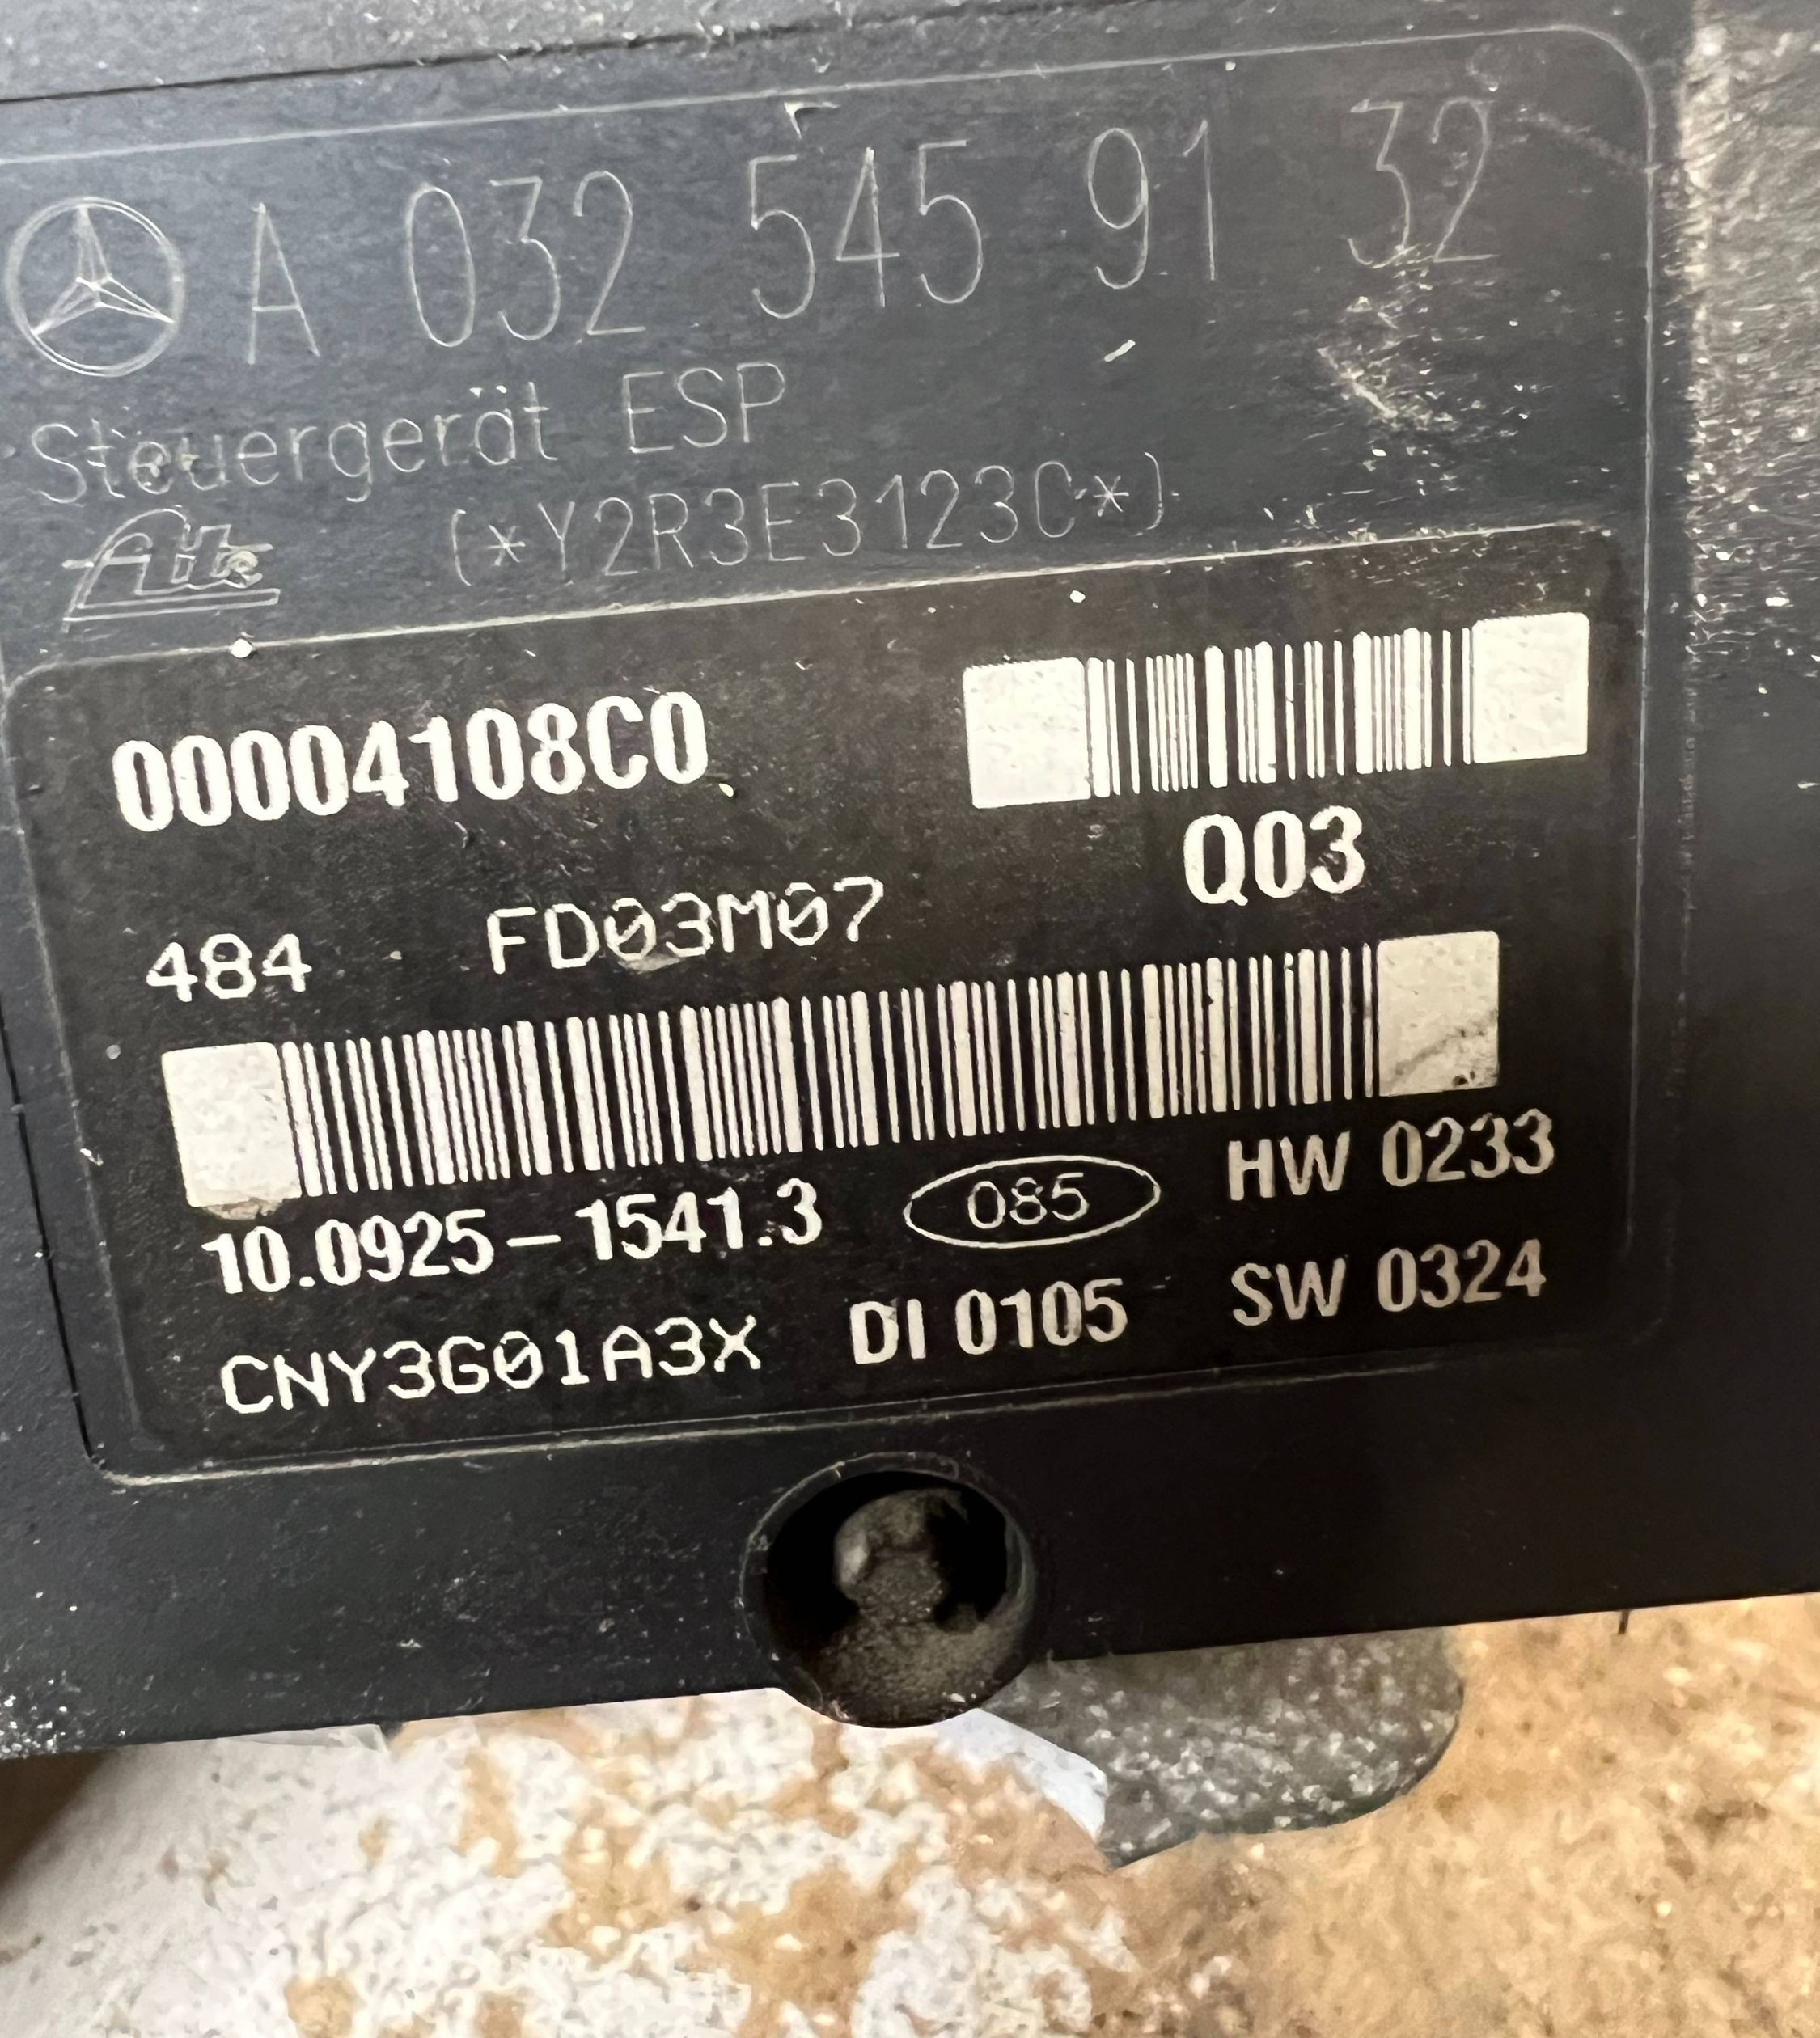 A 032 545 91 32
Steuergerät ESP
Ate (*Y2R3E3123C*)
00004108C0
Q03
484 FD03M07
10.0925-1541.3 085 HW 0233
CNY3G01A3X DI 0105 SW 0324